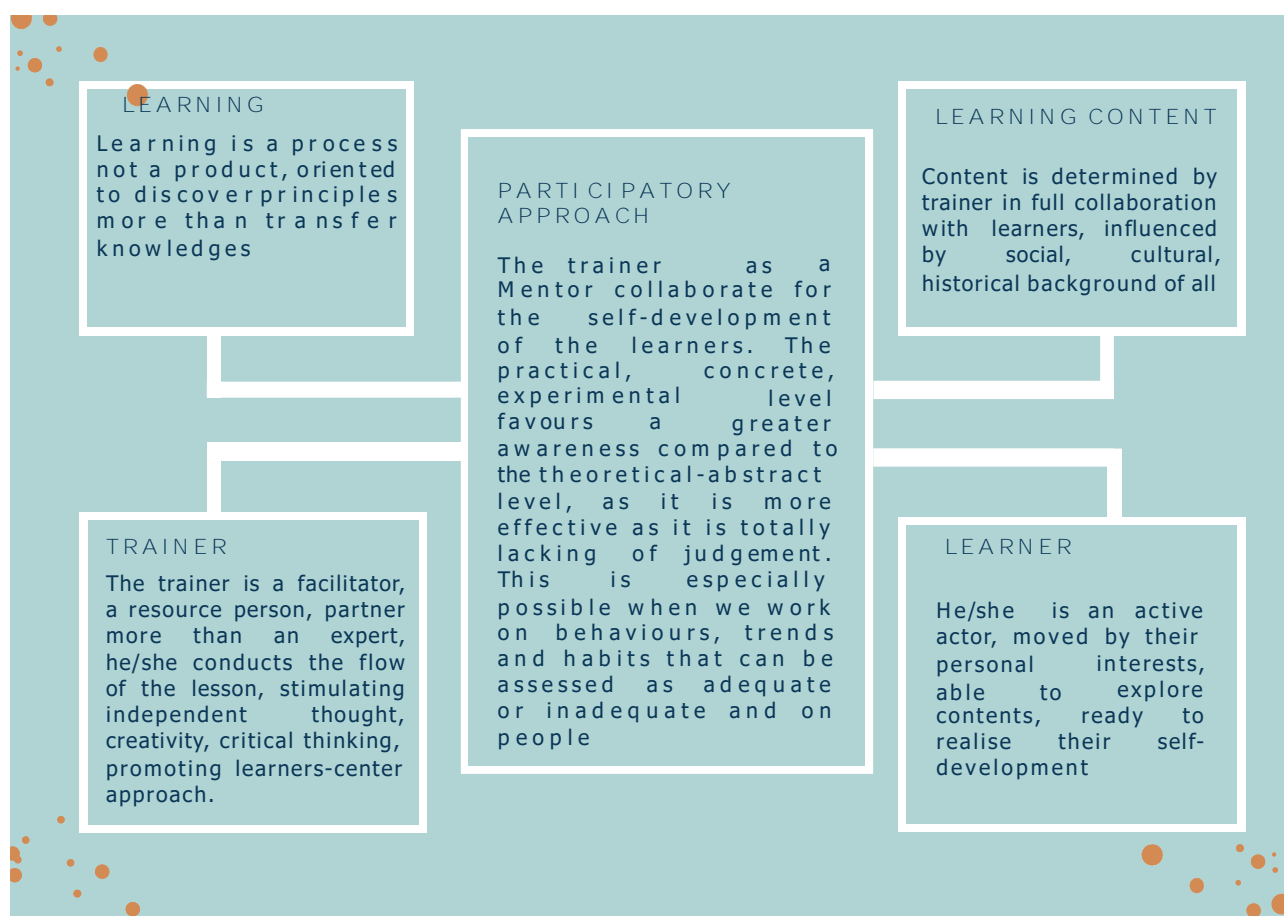 LEARNING
Learning is a process
not a product, oriented
to discover principles
more than transfer
knowledges
PARTICIPATORY
APPROACH
The trainer as a
Mentor collaborate for
the self-development
of the learners. The
practical, concrete,
experimental level
favours a greater
awareness compared to
the theoretical-abstract
level, as it is more
effective as it is totally
lacking of judgement.
This is especially
possible when we work
on behaviours, trends
and habits that can be
assessed as adequate
or inadequate and on
people
LEARNING CONTENT
Content is determined by
trainer in full collaboration
with learners, influenced
by social, cultural,
historical background of all
TRAINER
The trainer is a facilitator,
a resource person, partner
more than an expert,
he/she conducts the flow
of the lesson, stimulating
independent thought,
creativity, critical thinking,
promoting learners-center
approach.
LEARNER
He/she is an active
actor, moved by their
personal interests,
able to explore
contents, ready to
realise their self-
development